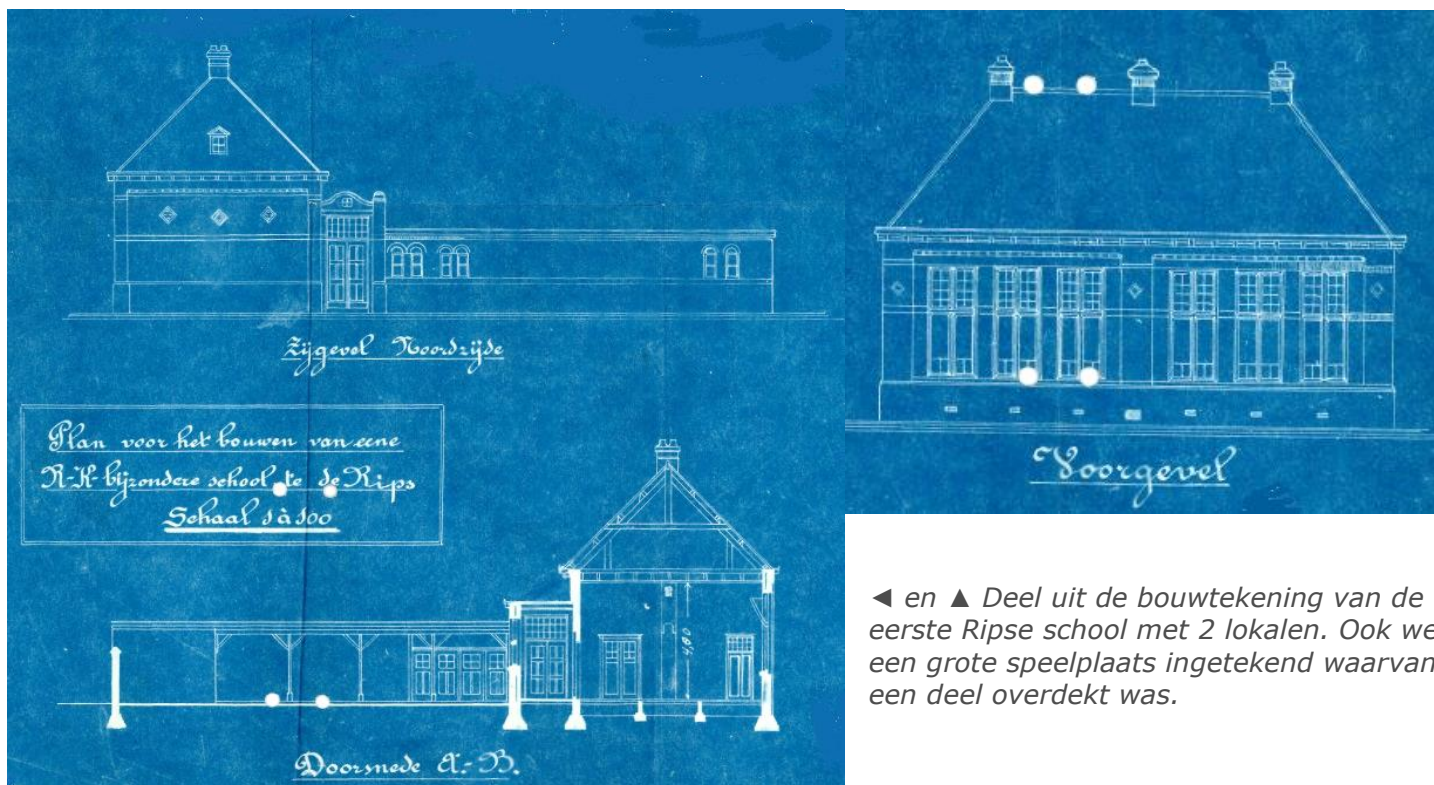 Zijgevel Noordzijde
Plan voor het bouwen van eene
R-K-bijzondere school te de Rips
Schaal 1 à 100
4,80
Doorsnede A.-B.
Voorgevel
◄ en ▲ Deel uit de bouwtekening van de
eerste Ripse school met 2 lokalen. Ook we
een grote speelplaats ingetekend waarvan
een deel overdekt was.